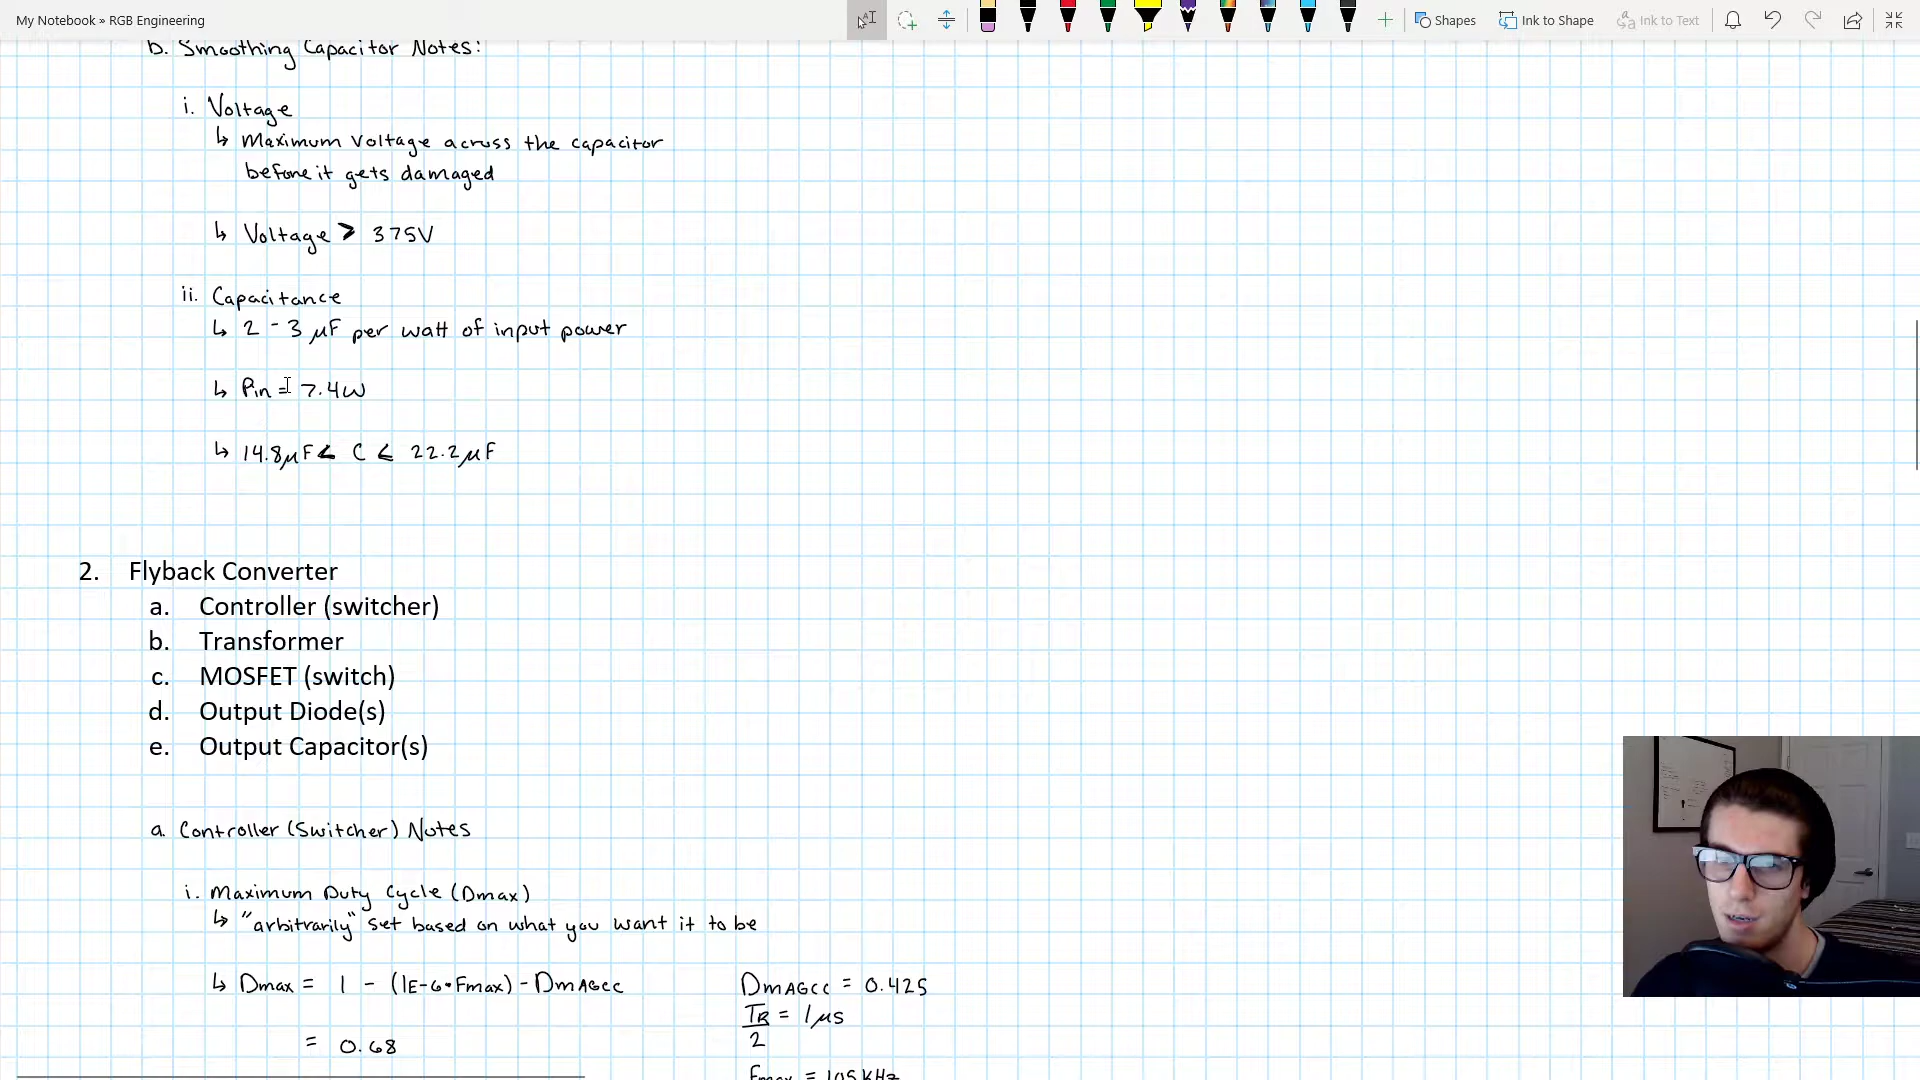 My Notebook » RGB Engineering
Shapes
Ink to Shape
Ink to Text
b. Smoothing Capacitor Notes:
i. Voltage
↳ Maximum voltage across the capacitor
before it gets damaged
↳ Voltage > 375V
ii. Capacitance
↳ 2 - 3 μF per watt of input power
↳ Pin = 7.4W
↳ 14.8μF ≤ C ≤ 22.2μF
2. Flyback Converter
a. Controller (switcher)
b. Transformer
c. MOSFET (switch)
d. Output Diode(s)
e. Output Capacitor(s)
a. Controller (Switcher) Notes
i. Maximum Duty Cycle (Dmax)
↳ "arbitrarily" set based on what you want it to be
↳ Dmax = 1 - (1E-6•Fmax) - DMAGCC
= 0.68
DMAGCC = 0.425
TR/2 = 1μs
Fmax = 105KHz